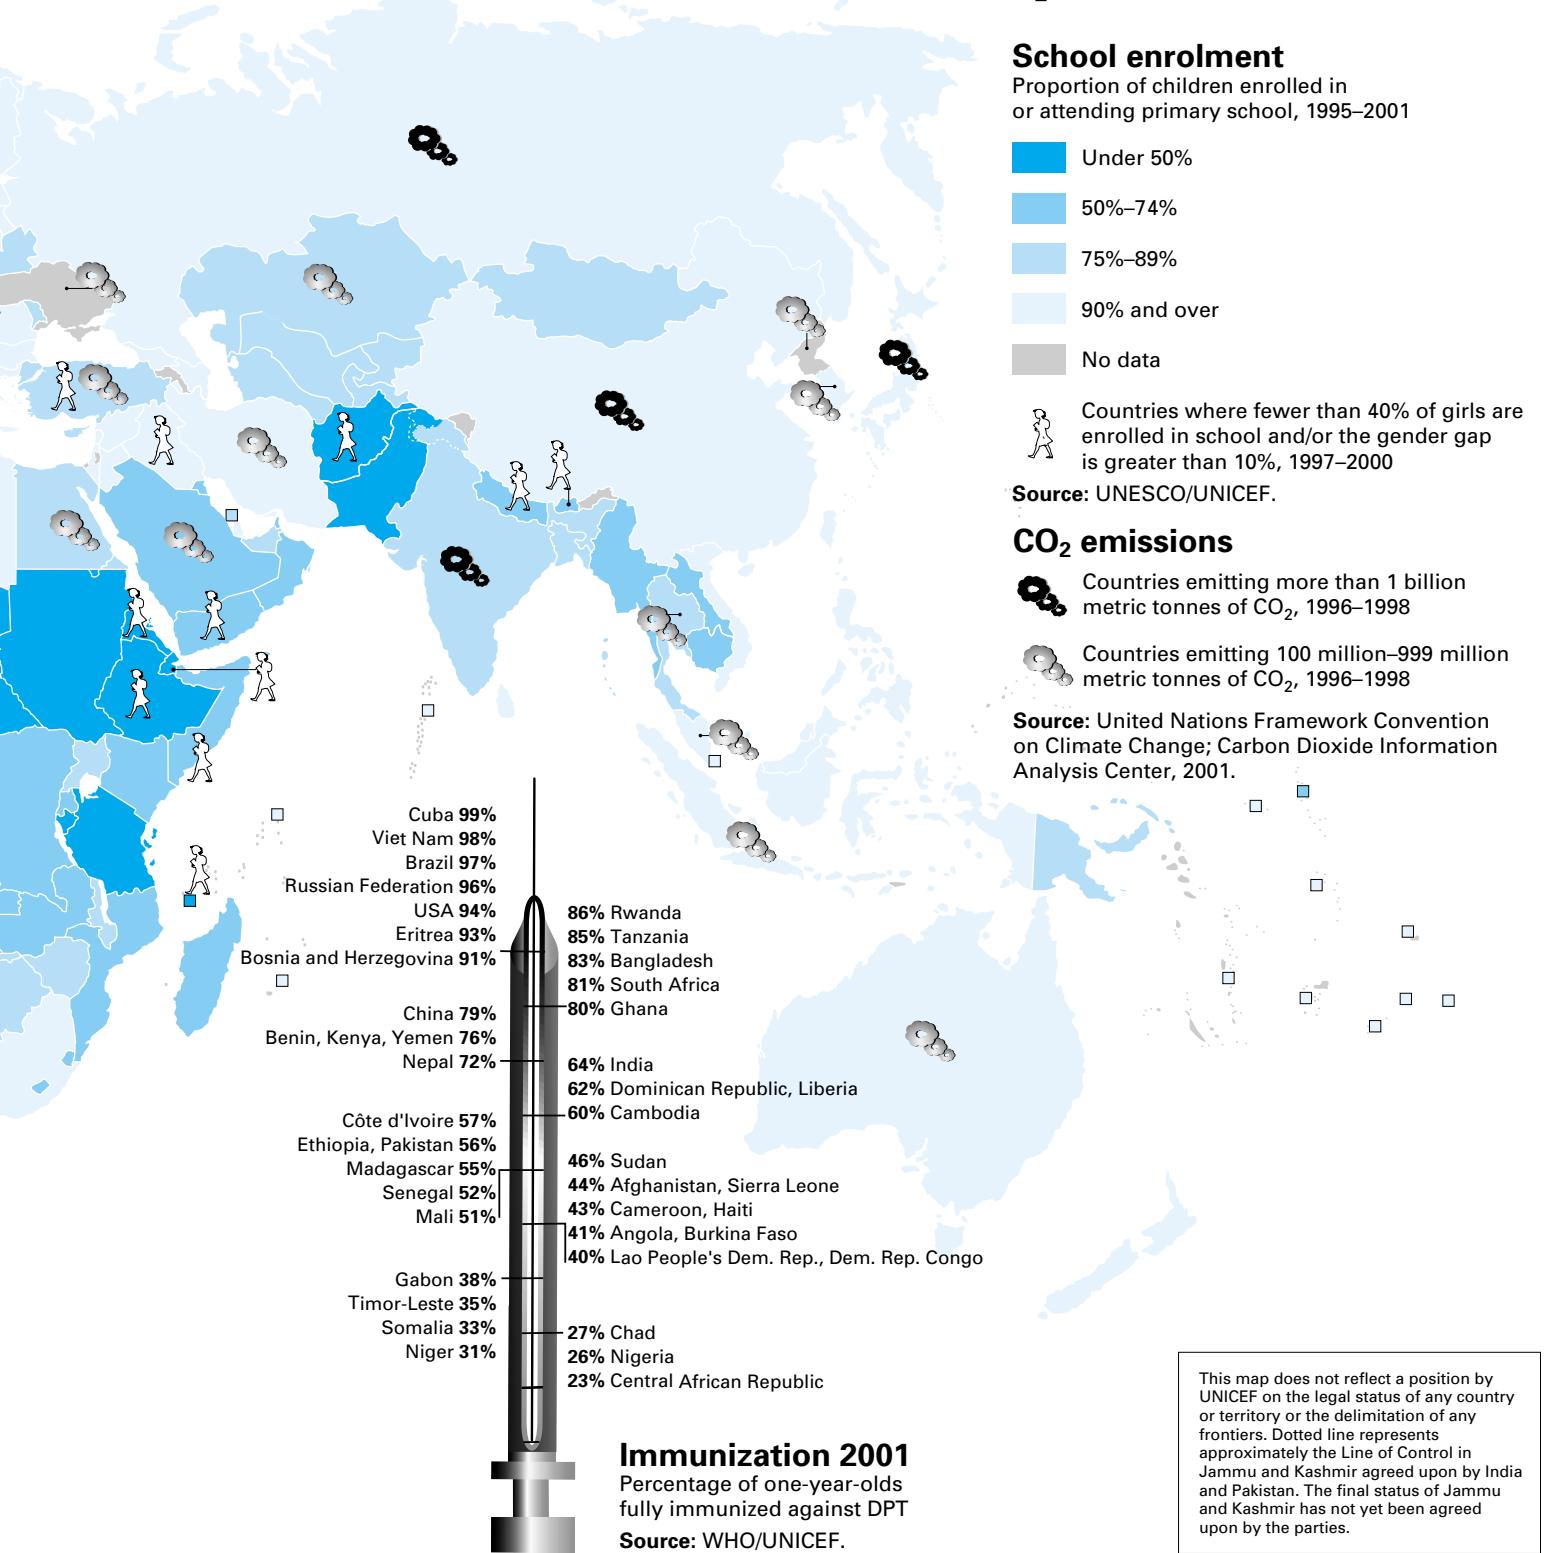 School enrolment
Proportion of children enrolled in
or attending primary school, 1995–2001
Under 50%
50%–74%
75%–89%
90% and over
No data
Countries where fewer than 40% of girls are
enrolled in school and/or the gender gap
is greater than 10%, 1997–2000
Source: UNESCO/UNICEF.
CO2 emissions
Countries emitting more than 1 billion
metric tonnes of CO2, 1996–1998
Countries emitting 100 million–999 million
metric tonnes of CO2, 1996–1998
Source: United Nations Framework Convention
on Climate Change; Carbon Dioxide Information
Analysis Center, 2001.
Cuba 99%
Viet Nam 98%
Brazil 97%
Russian Federation 96%
USA 94%
Eritrea 93%
Bosnia and Herzegovina 91%
86% Rwanda
85% Tanzania
83% Bangladesh
81% South Africa
80% Ghana
China 79%
Benin, Kenya, Yemen 76%
Nepal 72%
64% India
62% Dominican Republic, Liberia
60% Cambodia
Côte d'Ivoire 57%
Ethiopia, Pakistan 56%
Madagascar 55%
Senegal 52%
Mali 51%
46% Sudan
44% Afghanistan, Sierra Leone
43% Cameroon, Haiti
41% Angola, Burkina Faso
40% Lao People's Dem. Rep., Dem. Rep. Congo
Gabon 38%
Timor-Leste 35%
Somalia 33%
Niger 31%
27% Chad
26% Nigeria
23% Central African Republic
Immunization 2001
Percentage of one-year-olds
fully immunized against DPT
Source: WHO/UNICEF.
This map does not reflect a position by
UNICEF on the legal status of any country
or territory or the delimitation of any
frontiers. Dotted line represents
approximately the Line of Control in
Jammu and Kashmir agreed upon by India
and Pakistan. The final status of Jammu
and Kashmir has not yet been agreed
upon by the parties.